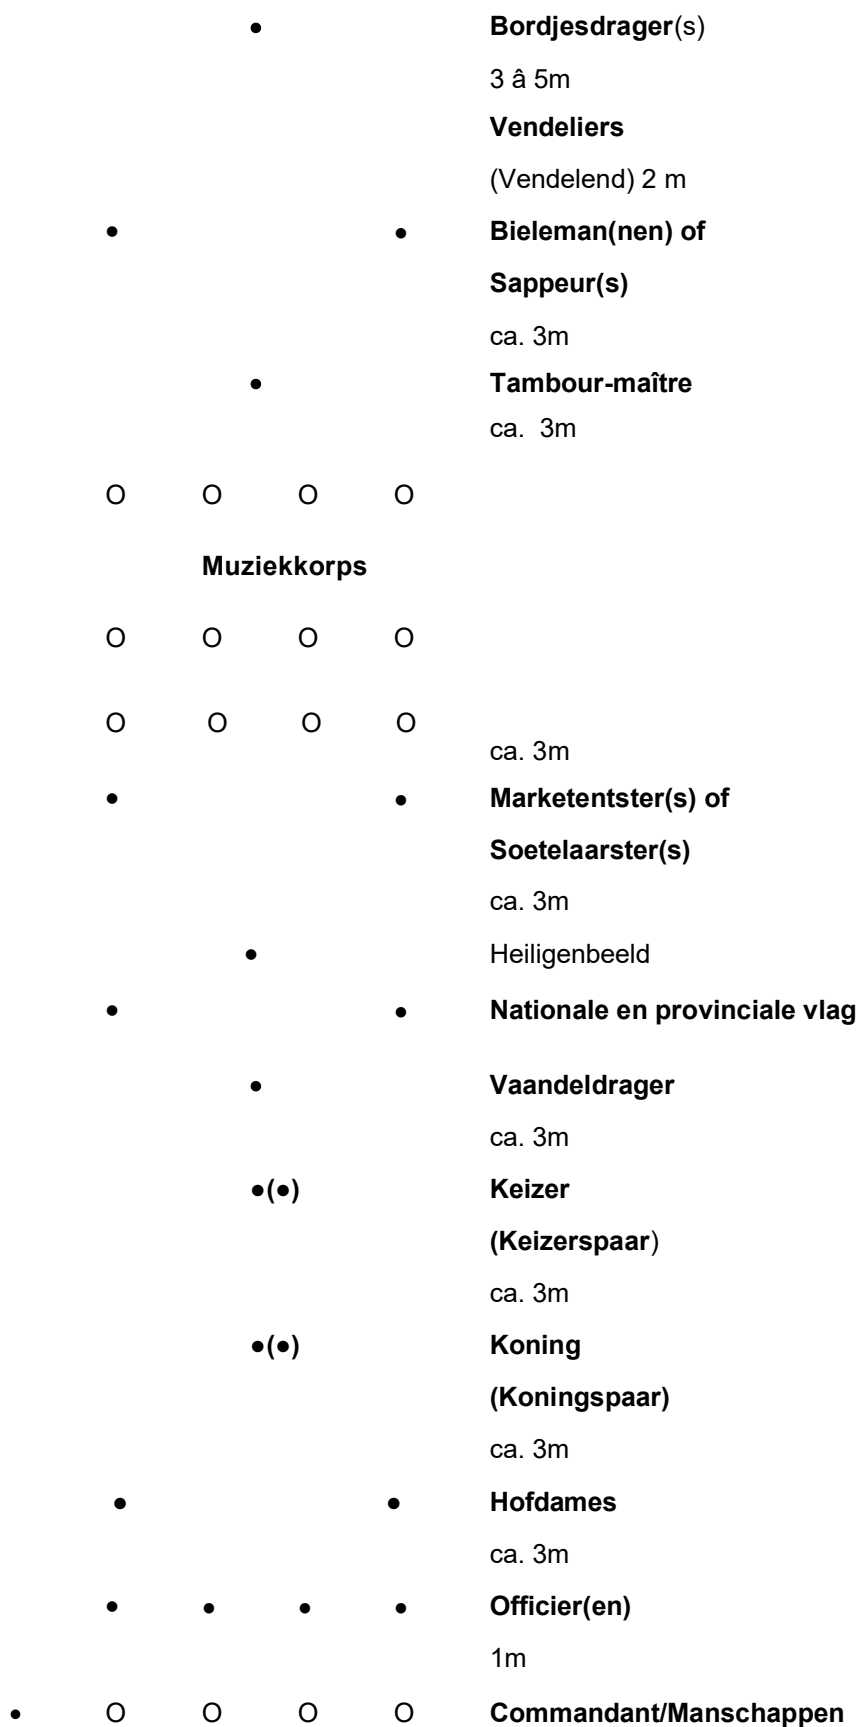 ● Bordjesdrager(s)
3 â 5m
Vendeliers
(Vendelend) 2 m
● ● Bieleman(nen) of
Sappeur(s)
ca. 3m
● Tambour-maître
ca. 3m
O O O O
Muziekkorps
O O O O
O O O O
ca. 3m
● ● Marketentster(s) of
Soetelaarster(s)
ca. 3m
● Heiligenbeeld
● ● Nationale en provinciale vlag
● Vaandeldrager
ca. 3m
●(●) Keizer
(Keizerspaar)
ca. 3m
●(●) Koning
(Koningspaar)
ca. 3m
● ● Hofdames
ca. 3m
● ● ● ● Officier(en)
1m
● O O O O Commandant/Manschappen